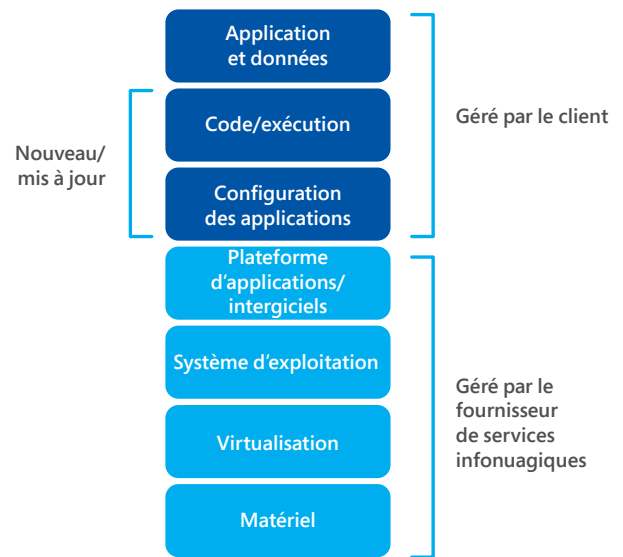 Application
et données
Code/exécution
Géré par le client
Nouveau/
mis à jour
Configuration
des applications
Plateforme
d'applications/
intergiciels
Système d'exploitation
Géré par le
fournisseur
de services
infonuagiques
Virtualisation
Matériel